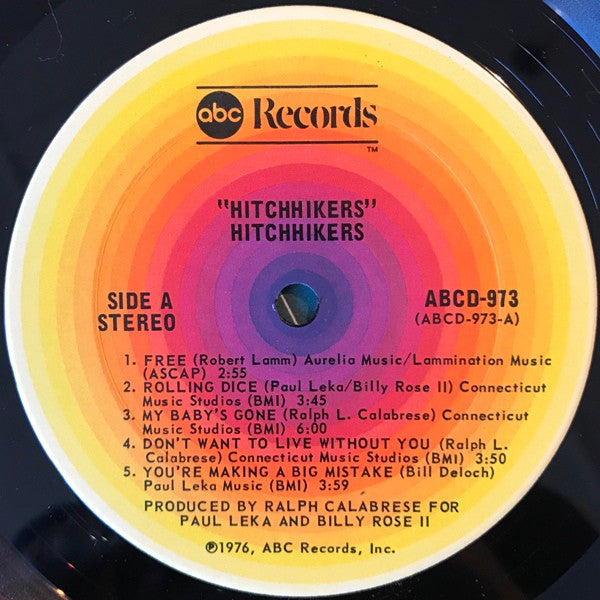 abc Records
TM
"HITCHHIKERS"
HITCHHIKERS
SIDE A
STEREO
ABCD-973
(ABCD-973-A)
1. FREE (Robert Lamm) Aurelia Music/Lammination Music
(ASCAP) 2:55
2. ROLLING DICE (Paul Leka/Billy Rose II) Connecticut
Music Studios (BMI) 3:45
3. MY BABY'S GONE (Ralph L. Calabrese) Connecticut
Music Studios (BMI) 6:00
4. DON'T WANT TO LIVE WITHOUT YOU (Ralph L.
Calabrese) Connecticut Music Studios (BMI) 3:50
5. YOU'RE MAKING A BIG MISTAKE (Bill Deloch)
Paul Leka Music (BMI) 3:59
PRODUCED BY RALPH CALABRESE FOR
PAUL LEKA AND BILLY ROSE II
℗1976, ABC Records, Inc.